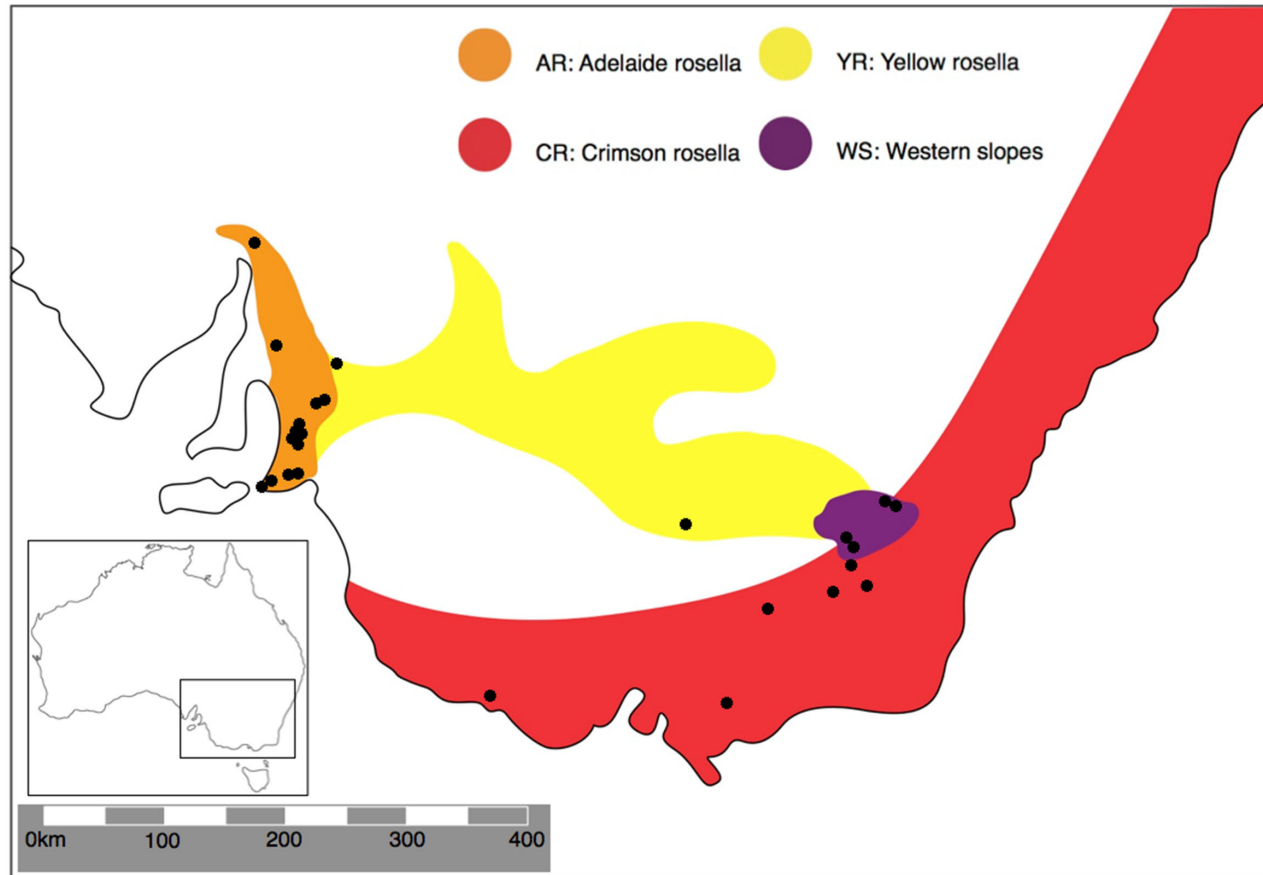 AR: Adelaide rosella
YR: Yellow rosella
CR: Crimson rosella
WS: Western slopes
0km 100 200 300 400